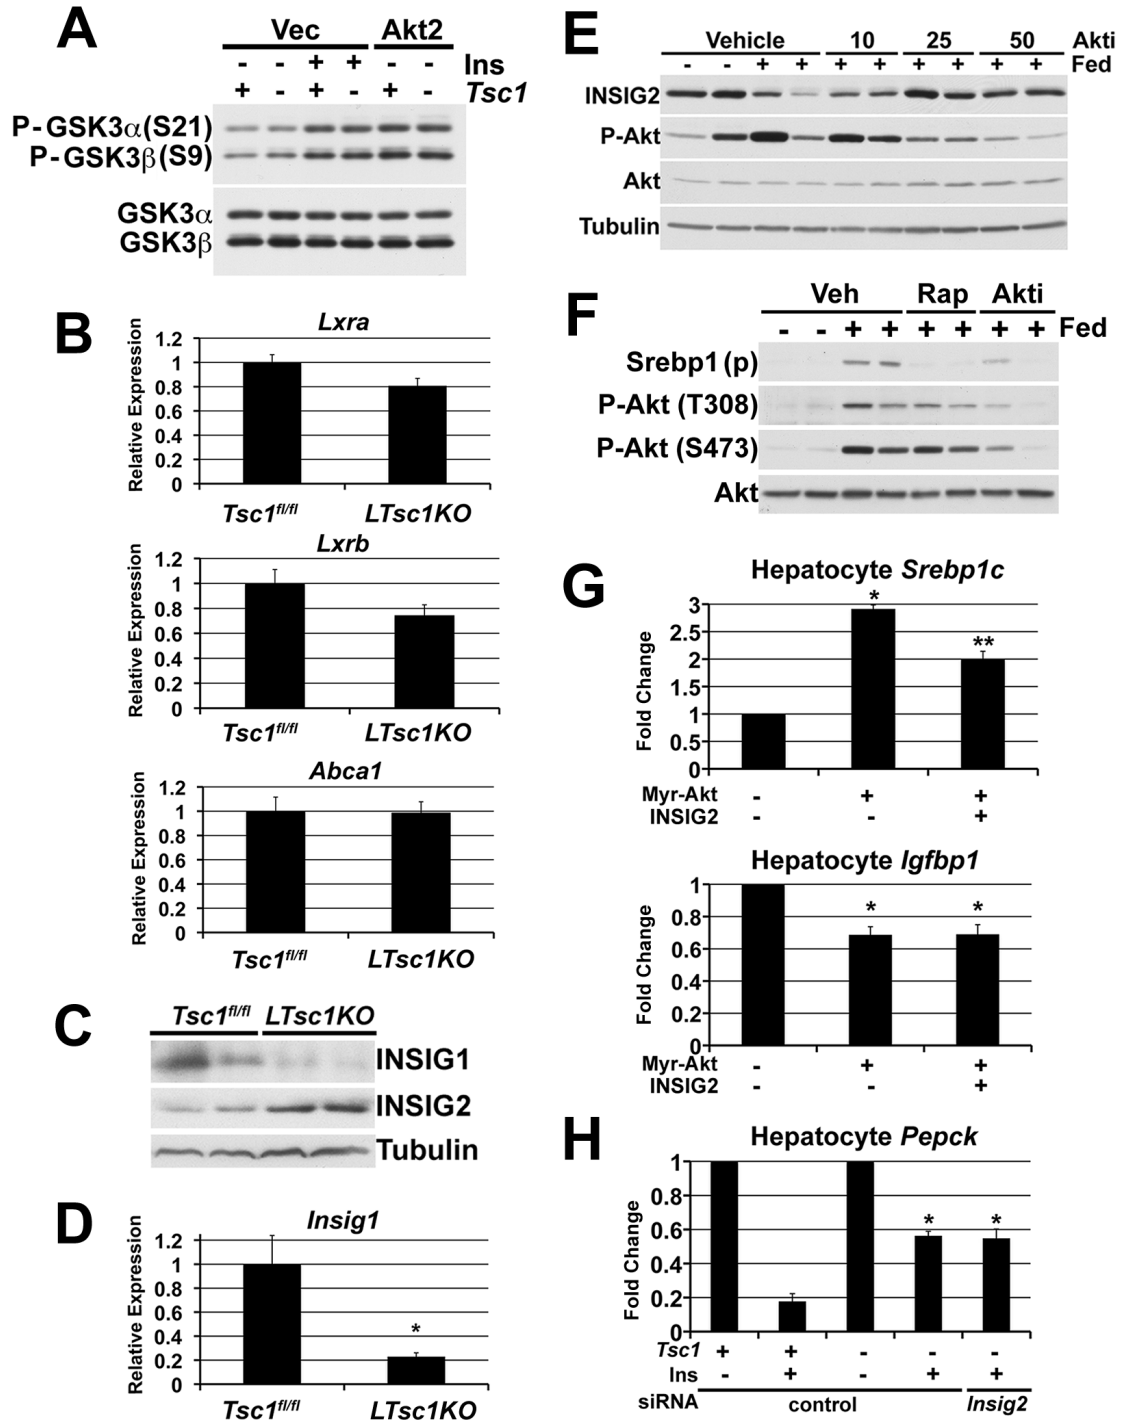 A
Vec Akt2
- - + + - - Ins
+ - + - + - Tsc1
P-GSK3α(S21)
P-GSK3β(S9)
GSK3α
GSK3β
B
Lxra
Relative Expression
1.2
1
0.8
0.6
0.4
0.2
0
Tsc1fl/fl LTsc1KO
Lxrb
Relative Expression
1.2
1
0.8
0.6
0.4
0.2
0
Tsc1fl/fl LTsc1KO
Abca1
Relative Expression
1.2
1
0.8
0.6
0.4
0.2
0
Tsc1fl/fl LTsc1KO
C
Tsc1fl/fl LTsc1KO
INSIG1
INSIG2
Tubulin
D
Insig1
Relative Expression
1.2
1
0.8
0.6
0.4
0.2
0
*
Tsc1fl/fl LTsc1KO
E
Vehicle 10 25 50 Akti
- - + + + + + + + + Fed
INSIG2
P-Akt
Akt
Tubulin
F
Veh Rap Akti
- - + + + + + + Fed
Srebp1 (p)
P-Akt (T308)
P-Akt (S473)
Akt
G
Hepatocyte Srebp1c
Fold Change
3
2.5
2
1.5
1
0.5
0
* **
Myr-Akt - + +
INSIG2 - - +
Hepatocyte Igfbp1
Fold Change
1
0.8
0.6
0.4
0.2
0
* *
Myr-Akt - + +
INSIG2 - - +
H
Hepatocyte Pepck
Fold Change
1
0.8
0.6
0.4
0.2
0
* *
Tsc1 + + - - -
Ins - + - + +
siRNA control Insig2